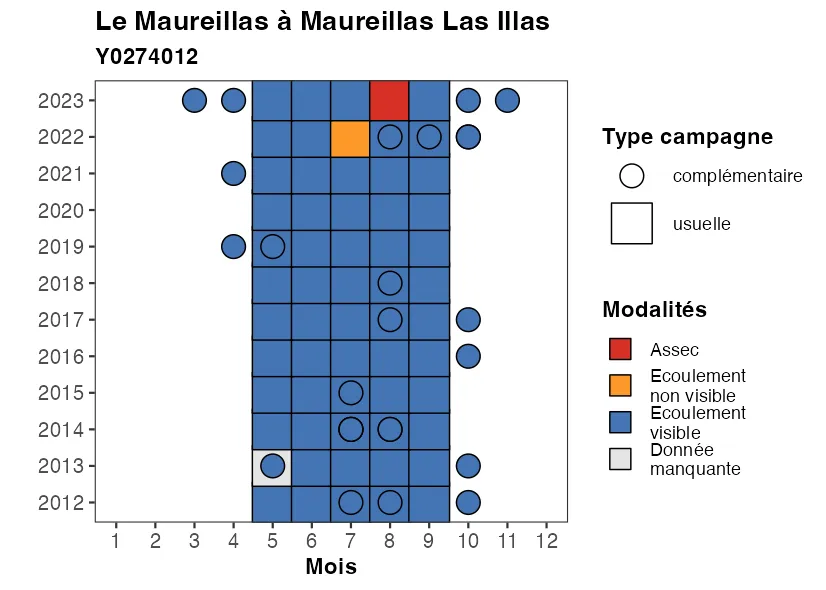 Le Maureillas à Maureillas Las Illas
Y0274012
2023
2022
2021
2020
2019
2018
2017
2016
2015
2014
2013
2012
1 2 3 4 5 6 7 8 9 10 11 12
Mois
Type campagne
complémentaire
usuelle
Modalités
Assec
Ecoulement
non visible
Ecoulement
visible
Donnée
manquante